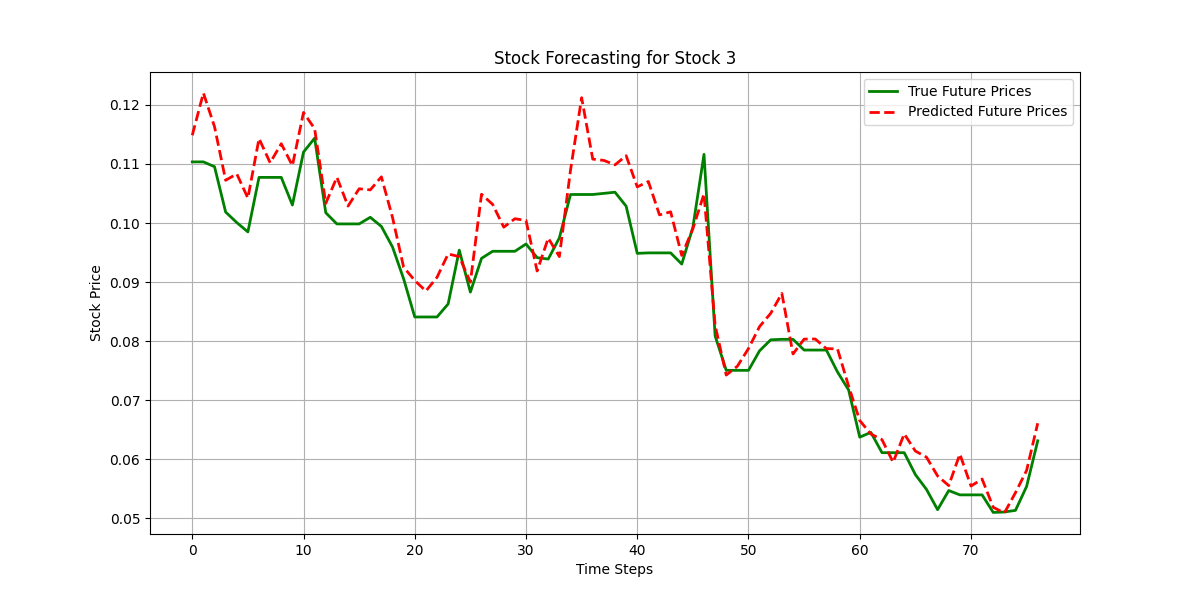 Stock Forecasting for Stock 3
True Future Prices
Predicted Future Prices
Stock Price
0.12
0.11
0.10
0.09
0.08
0.07
0.06
0.05
0 10 20 30 40 50 60 70
Time Steps